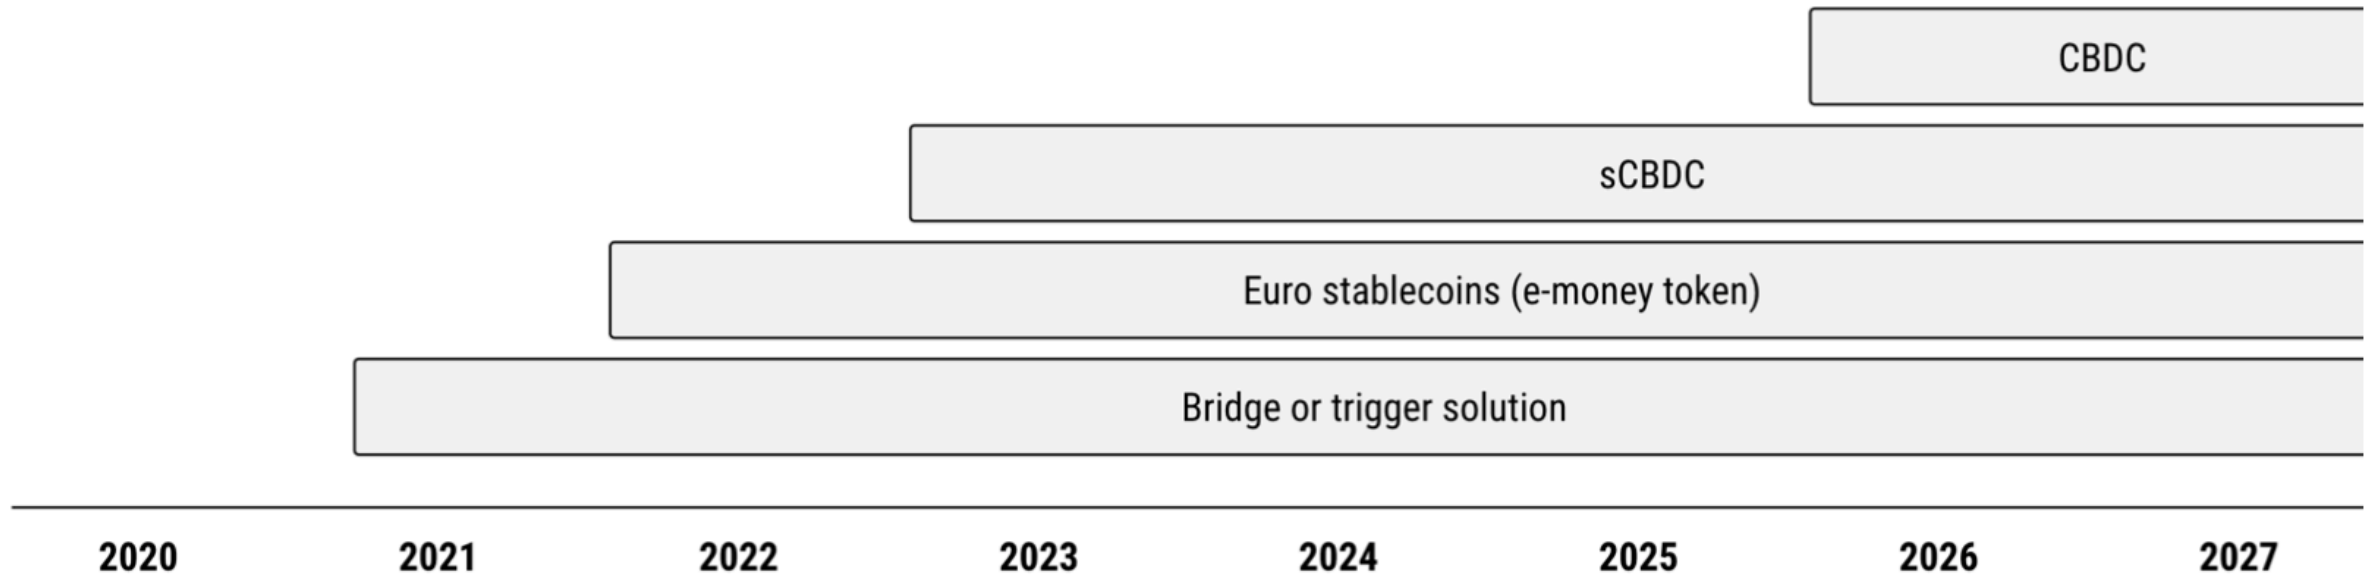 CBDC
sCBDC
Euro stablecoins (e-money token)
Bridge or trigger solution
2020 2021 2022 2023 2024 2025 2026 2027